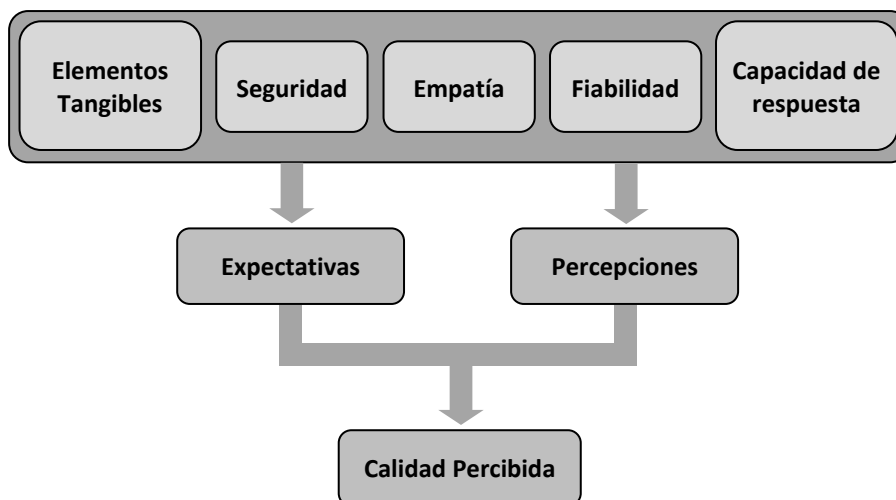 Elementos
Tangibles
Seguridad
Empatía
Fiabilidad
Capacidad de
respuesta
Expectativas
Percepciones
Calidad Percibida